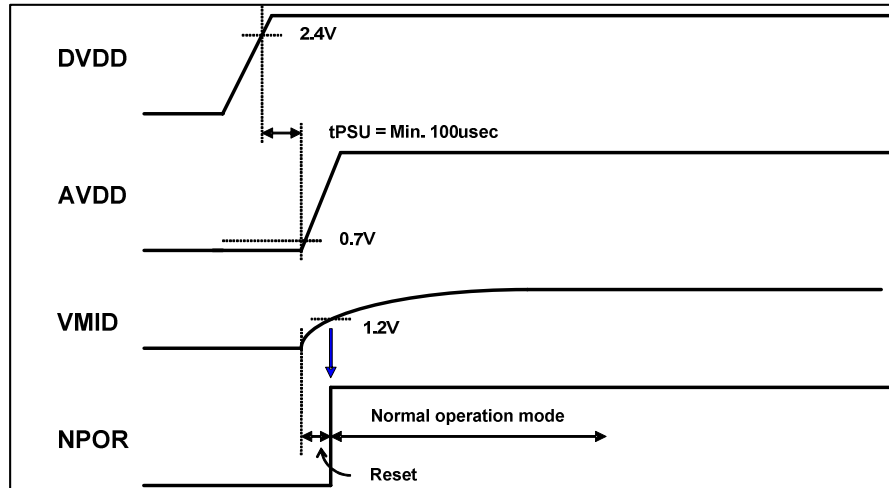 DVDD
2.4V
tPSU = Min. 100usec
AVDD
0.7V
VMID
1.2V
Normal operation mode
NPOR
Reset